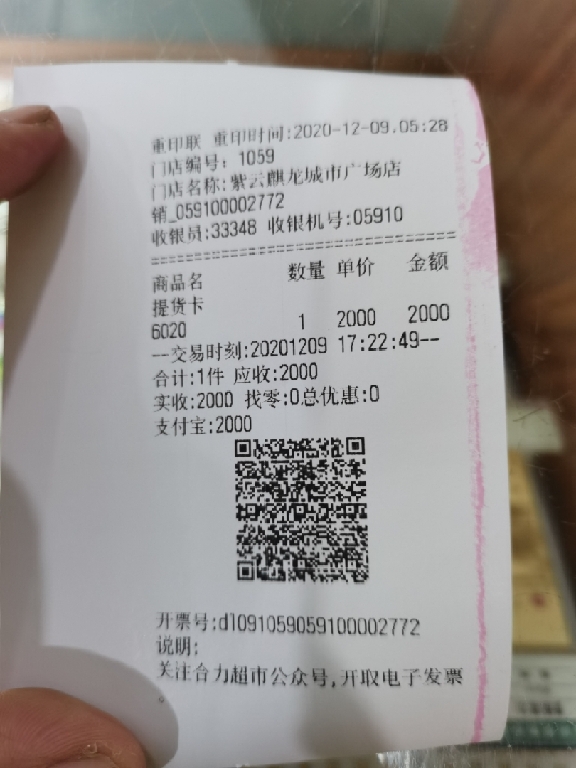 重印联 重印时间:2020-12-09,05:28
门店编号: 1059
门店名称:紫云麒龙城市广场店
销_059100002772
收银员:33348 收银机号:05910
================================
商品名 数量 单价 金额
提货卡
6020 1 2000 2000
--交易时刻:20201209 17:22:49--
合计:1件 应收:2000
实收:2000 找零:0总优惠:0
支付宝:2000
开票号:dl091059059100002772
说明:
关注合力超市公众号,开取电子发票